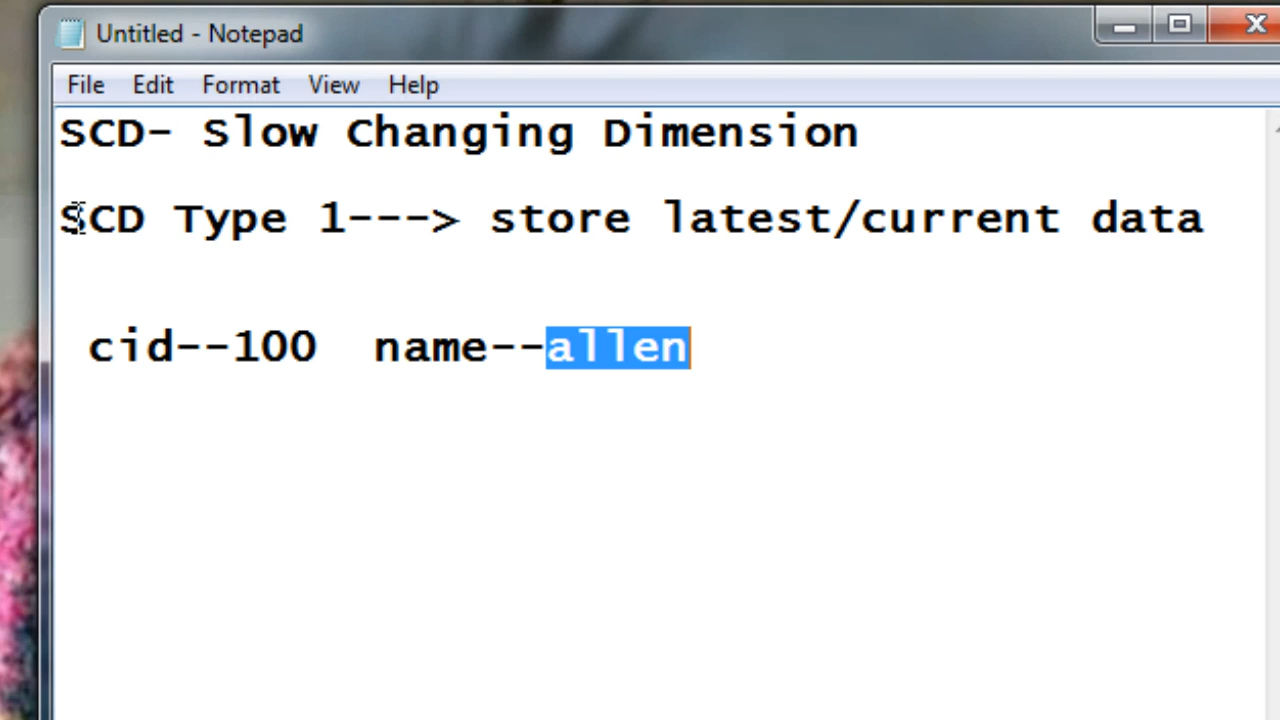 Untitled - Notepad
File Edit Format View Help
SCD- Slow Changing Dimension
SCD Type 1---> store latest/current data
cid--100 name--allen